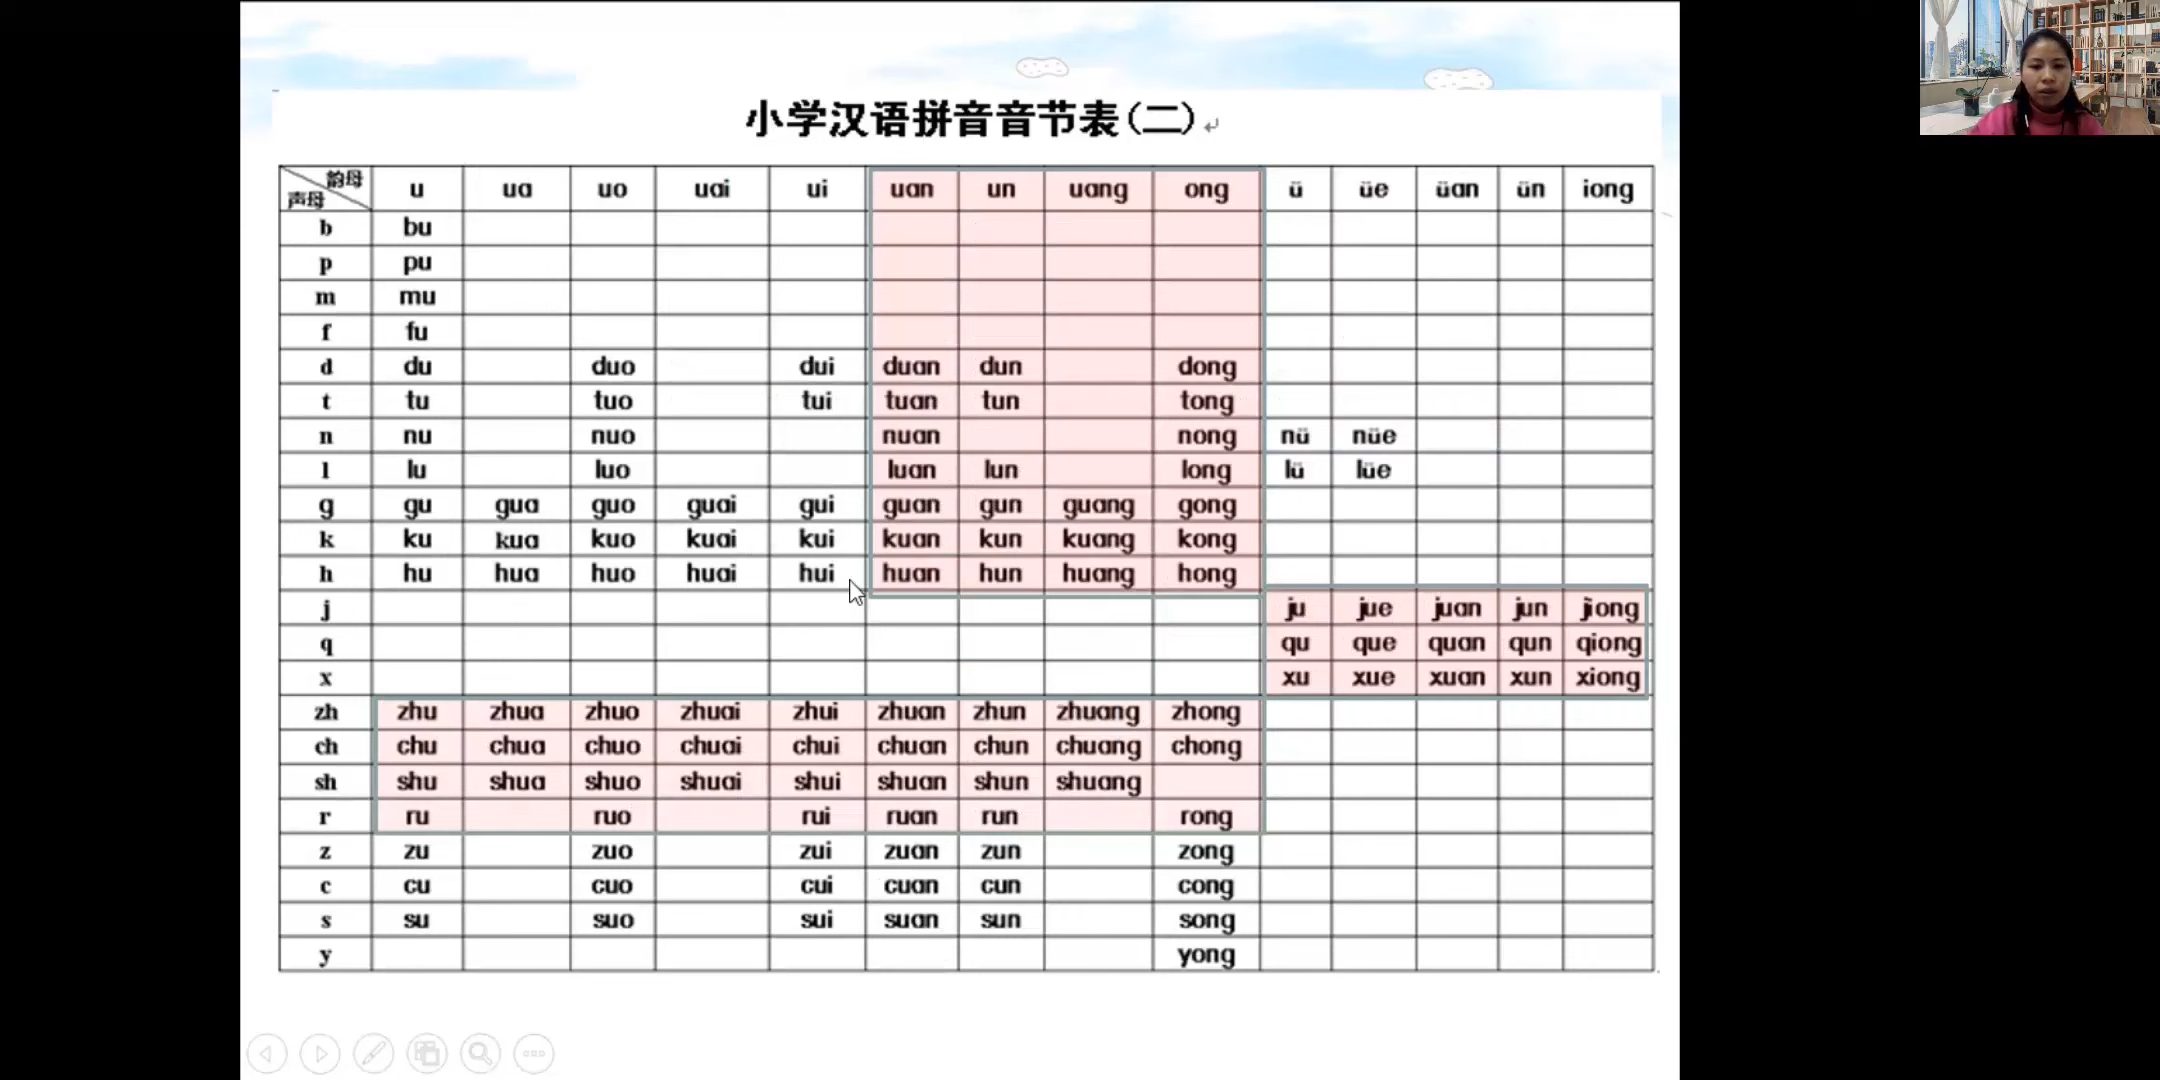 小学汉语拼音音节表(二)
韵母 u ua uo uai ui uan un uang ong ü üe üan ün iong
声母
b bu
p pu
m mu
f fu
d du duo dui duan dun dong
t tu tuo tui tuan tun tong
n nu nuo nuan nong nü nüe
l lu luo luan lun long lü lüe
g gu gua guo guai gui guan gun guang gong
k ku kua kuo kuai kui kuan kun kuang kong
h hu hua huo huai hui huan hun huang hong
j ju jue juan jun jiong
q qu que quan qun qiong
x xu xue xuan xun xiong
zh zhu zhua zhuo zhuai zhui zhuan zhun zhuang zhong
ch chu chua chuo chuai chui chuan chun chuang chong
sh shu shua shuo shuai shui shuan shun shuang
r ru ruo rui ruan run rong
z zu zuo zui zuan zun zong
c cu cuo cui cuan cun cong
s su suo sui suan sun song
y yong